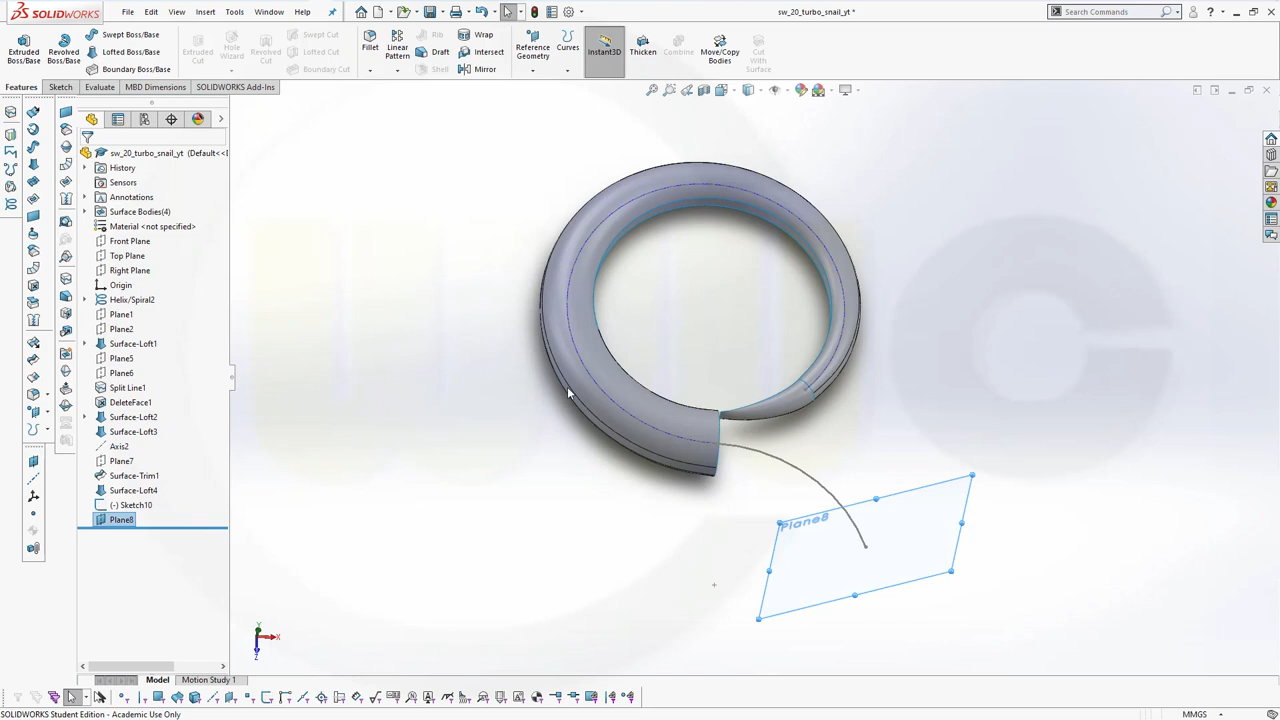 SOLIDWORKS
File Edit View Insert Tools Window Help
sw_20_turbo_snail_yt *
Search Commands
Extruded Boss/Base
Revolved Boss/Base
Swept Boss/Base
Lofted Boss/Base
Boundary Boss/Base
Extruded Cut
Hole Wizard
Revolved Cut
Swept Cut
Lofted Cut
Boundary Cut
Fillet
Linear Pattern
Rib
Draft
Shell
Wrap
Intersect
Mirror
Reference Geometry
Curves
Instant3D
Thicken
Combine
Move/Copy Bodies
Cut With Surface
Features Sketch Evaluate MBD Dimensions SOLIDWORKS Add-Ins
sw_20_turbo_snail_yt (Default<<
History
Sensors
Annotations
Surface Bodies(4)
Material <not specified>
Front Plane
Top Plane
Right Plane
Origin
Helix/Spiral2
Plane1
Plane2
Surface-Loft1
Plane5
Plane6
Split Line1
DeleteFace1
Surface-Loft2
Surface-Loft3
Axis2
Plane7
Surface-Trim1
Surface-Loft4
(-) Sketch10
Plane8
Plane8
Y
X
Z
Model Motion Study 1
SOLIDWORKS Student Edition - Academic Use Only
MMGS